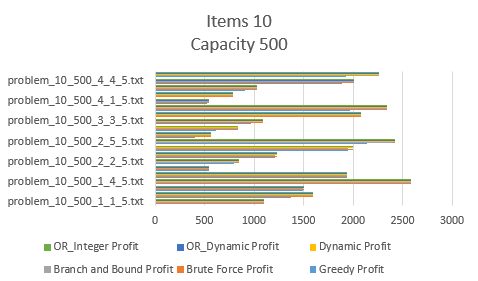 Items 10
Capacity 500
problem_10_500_4_4_5.txt
problem_10_500_4_1_5.txt
problem_10_500_3_3_5.txt
problem_10_500_2_5_5.txt
problem_10_500_2_2_5.txt
problem_10_500_1_4_5.txt
problem_10_500_1_1_5.txt
0 500 1000 1500 2000 2500 3000
OR_Integer Profit OR_Dynamic Profit Dynamic Profit
Branch and Bound Profit Brute Force Profit Greedy Profit